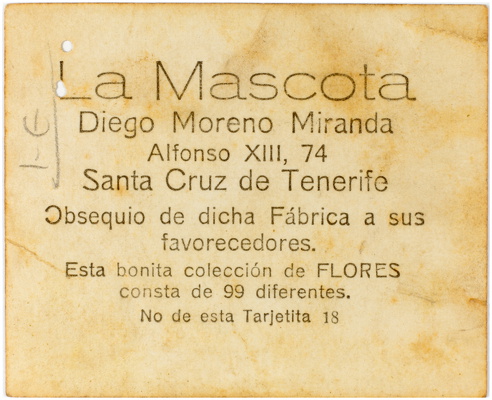 La Mascota
Diego Moreno Miranda
Alfonso XIII, 74
Santa Cruz de Tenerife
Obsequio de dicha Fábrica a sus
favorecedores.
Esta bonita colección de FLORES
consta de 99 diferentes.
No de esta Tarjetita 18